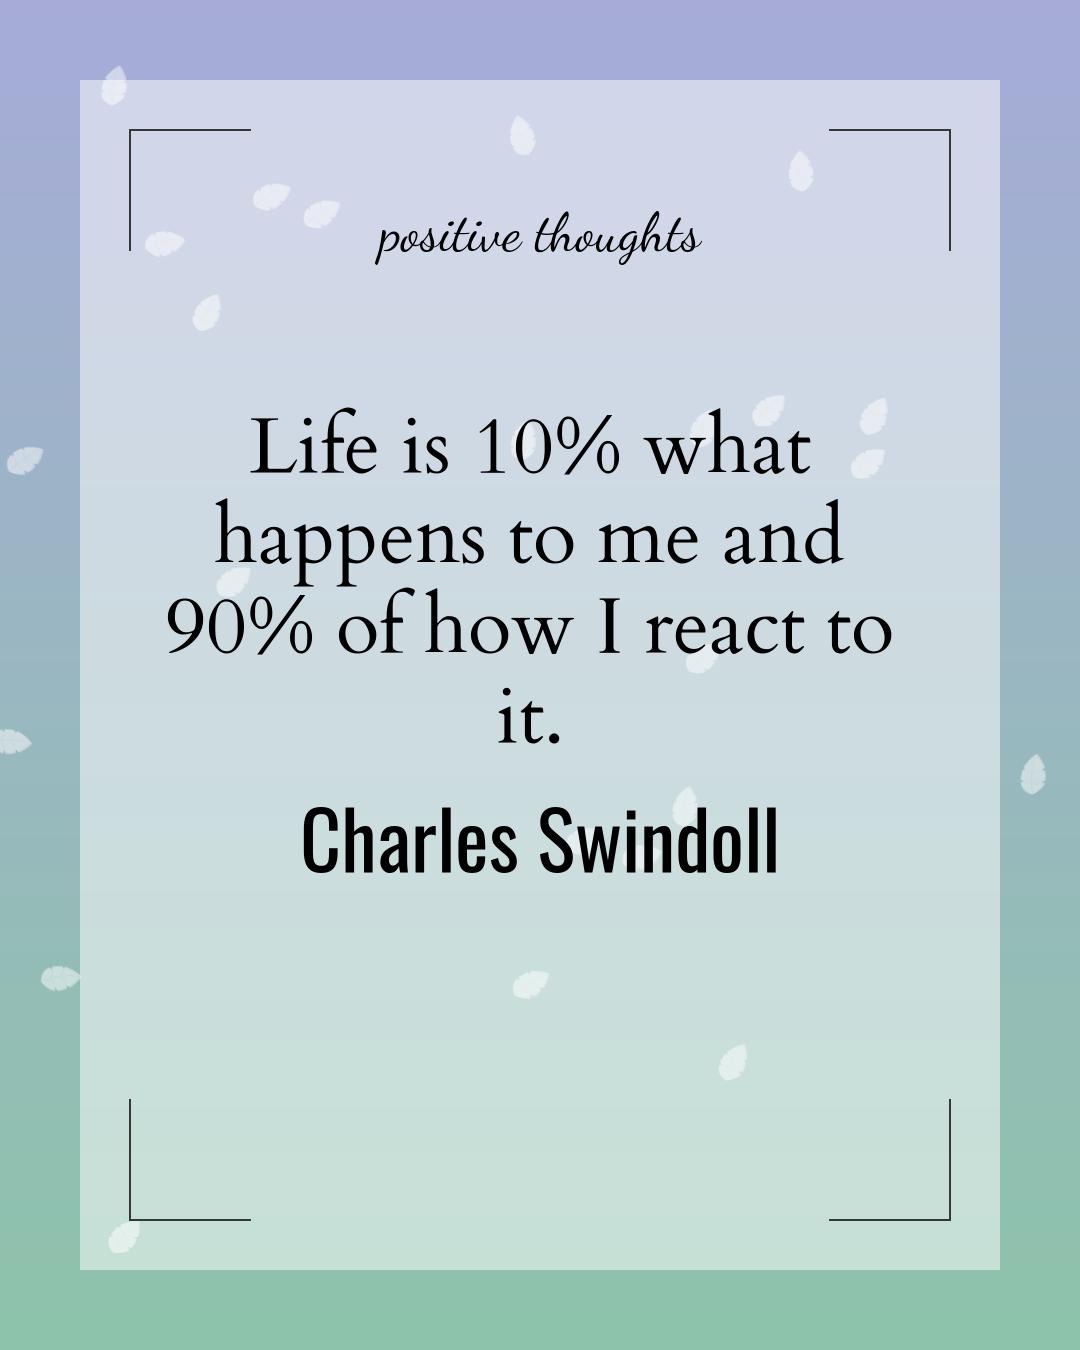 positive thoughts
Life is 10% what
happens to me and
90% of how I react to
it.
Charles Swindoll